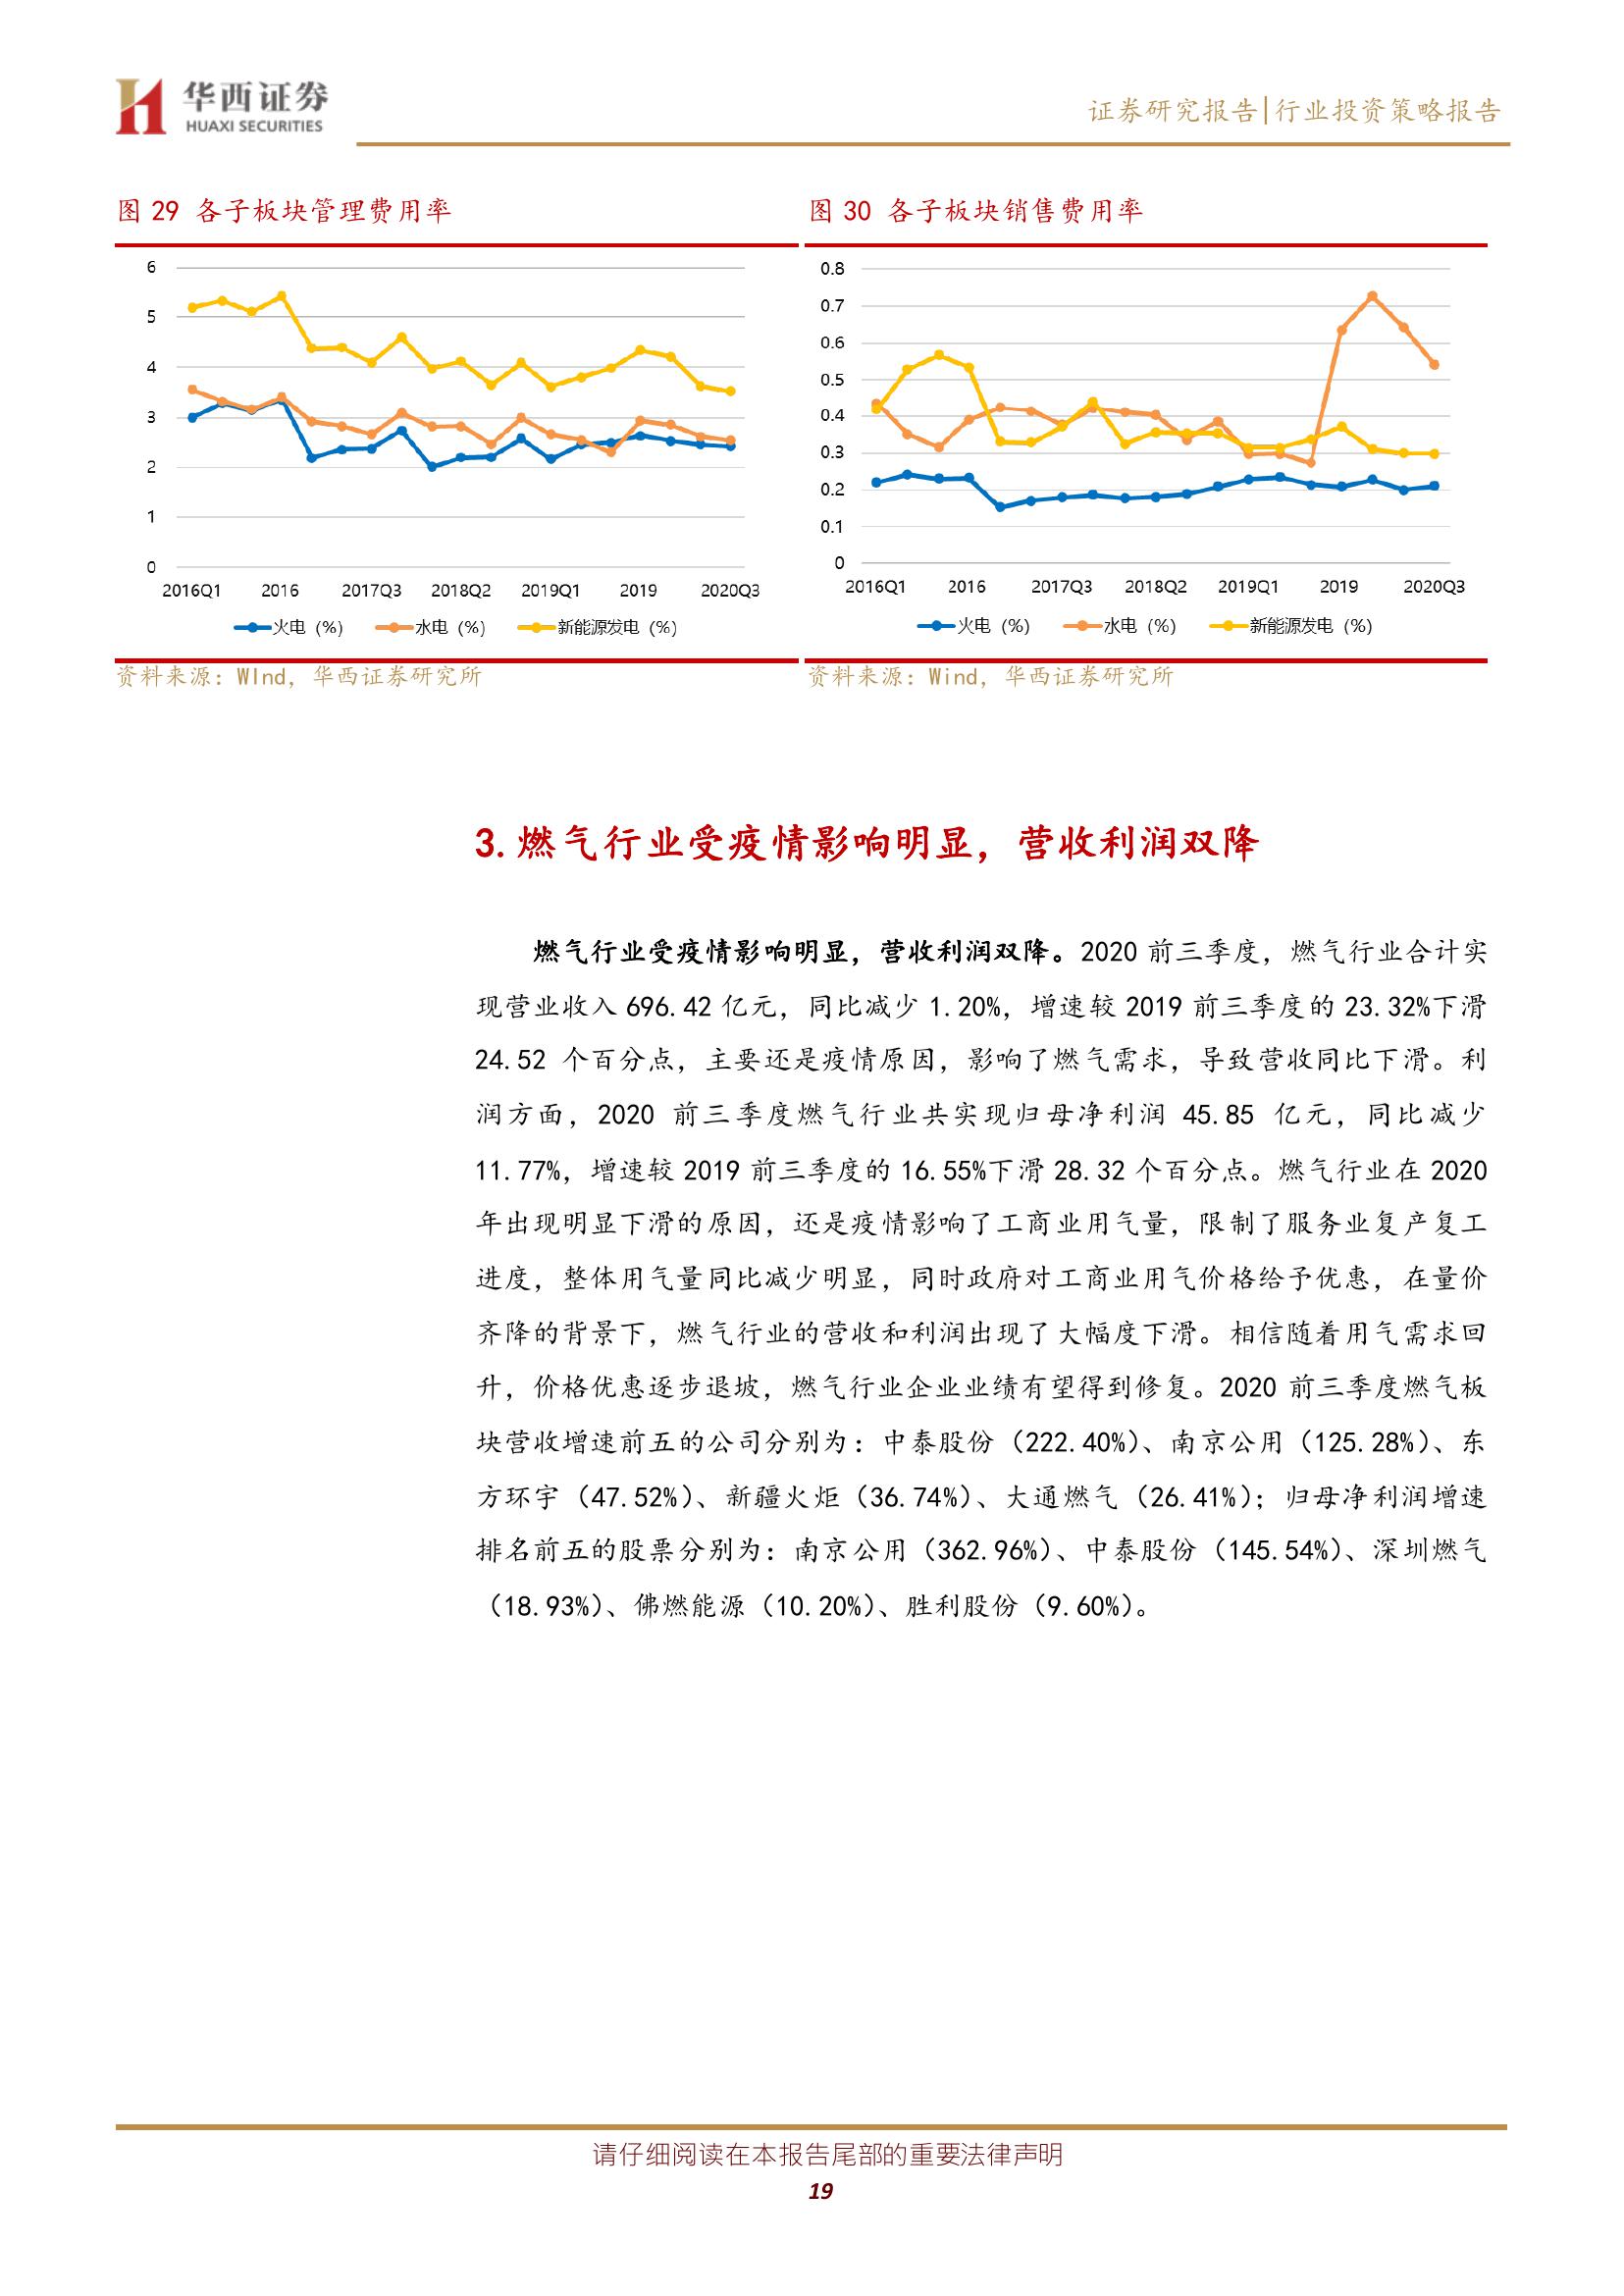 华西证券
HUAXI SECURITIES
证券研究报告|行业投资策略报告
图 29 各子板块管理费用率
6
5
4
3
2
1
0
2016Q1 2016 2017Q3 2018Q2 2019Q1 2019 2020Q3
火电（%） 水电（%） 新能源发电（%）
资料来源：WInd，华西证券研究所
图 30 各子板块销售费用率
0.8
0.7
0.6
0.5
0.4
0.3
0.2
0.1
0
2016Q1 2016 2017Q3 2018Q2 2019Q1 2019 2020Q3
火电（%） 水电（%） 新能源发电（%）
资料来源：Wind，华西证券研究所
3.燃气行业受疫情影响明显，营收利润双降
燃气行业受疫情影响明显，营收利润双降。2020 前三季度，燃气行业合计实
现营业收入 696.42 亿元，同比减少 1.20%，增速较 2019 前三季度的 23.32%下滑
24.52 个百分点，主要还是疫情原因，影响了燃气需求，导致营收同比下滑。利
润方面，2020 前三季度燃气行业共实现归母净利润 45.85 亿元，同比减少
11.77%，增速较 2019 前三季度的 16.55%下滑 28.32 个百分点。燃气行业在 2020
年出现明显下滑的原因，还是疫情影响了工商业用气量，限制了服务业复产复工
进度，整体用气量同比减少明显，同时政府对工商业用气价格给予优惠，在量价
齐降的背景下，燃气行业的营收和利润出现了大幅度下滑。相信随着用气需求回
升，价格优惠逐步退坡，燃气行业企业业绩有望得到修复。2020 前三季度燃气板
块营收增速前五的公司分别为：中泰股份（222.40%）、南京公用（125.28%）、东
方环宇（47.52%）、新疆火炬（36.74%）、大通燃气（26.41%）；归母净利润增速
排名前五的股票分别为：南京公用（362.96%）、中泰股份（145.54%）、深圳燃气
（18.93%）、佛燃能源（10.20%）、胜利股份（9.60%）。
请仔细阅读在本报告尾部的重要法律声明
19